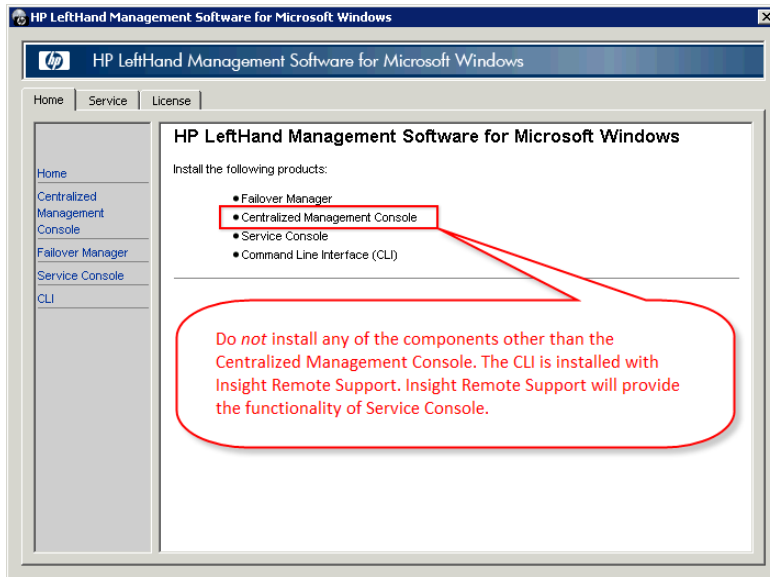 HP LeftHand Management Software for Microsoft Windows
hp HP LeftHand Management Software for Microsoft Windows
Home Service License
Home
Centralized
Management
Console
Failover Manager
Service Console
CLI
HP LeftHand Management Software for Microsoft Windows
Install the following products:
• Failover Manager
• Centralized Management Console
• Service Console
• Command Line Interface (CLI)
Do not install any of the components other than the
Centralized Management Console. The CLI is installed with
Insight Remote Support. Insight Remote Support will provide
the functionality of Service Console.